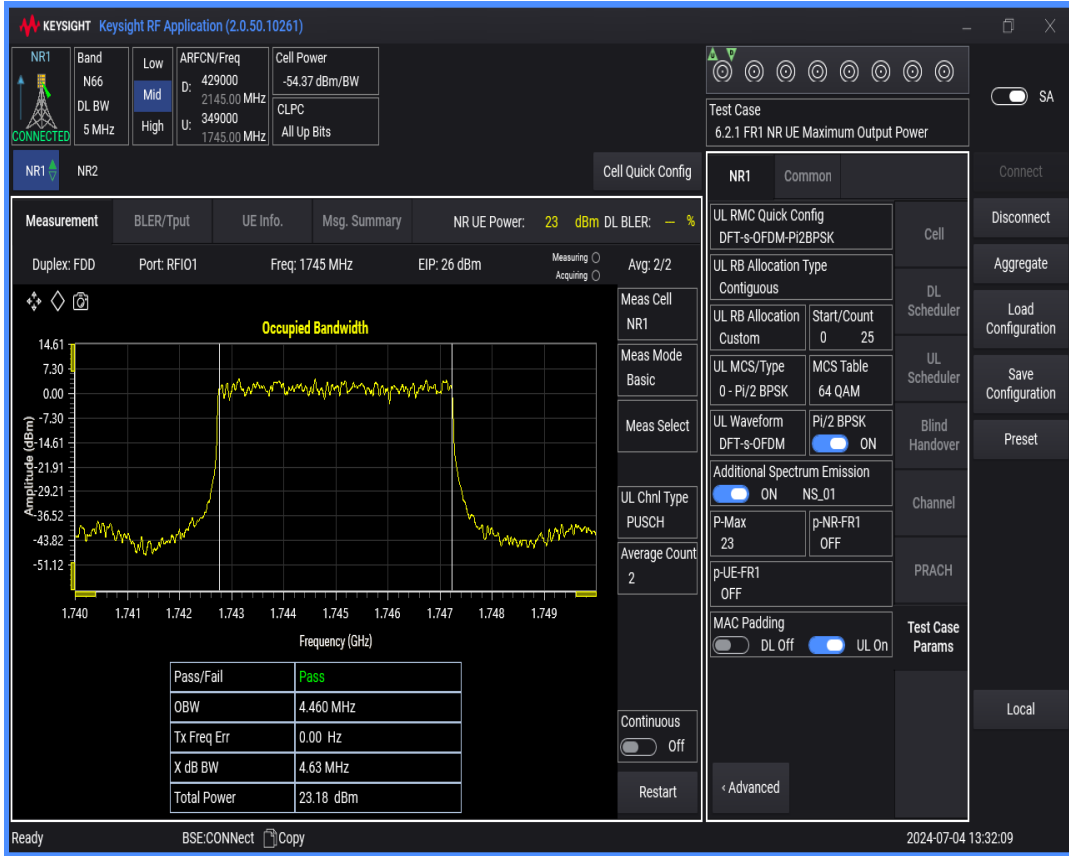 KEYSIGHT Keysight RF Application (2.0.50.10261)
NR1
CONNECTED
Band
N66
DL BW
5 MHz
Low
Mid
High
ARFCN/Freq
D: 429000
2145.00 MHz
U: 349000
1745.00 MHz
Cell Power
-54.37 dBm/BW
CLPC
All Up Bits
Test Case
6.2.1 FR1 NR UE Maximum Output Power
SA
NR1 NR2
Cell Quick Config
NR1 Common
Connect
Disconnect
Aggregate
Load
Configuration
Save
Configuration
Preset
Local
Measurement BLER/Tput UE Info. Msg. Summary NR UE Power: 23 dBm DL BLER: -- %
Duplex: FDD Port: RFIO1 Freq: 1745 MHz EIP: 26 dBm Measuring Avg: 2/2
Acquiring
Occupied Bandwidth
Amplitude (dBm)
14.61
7.30
0.00
-7.30
-14.61
-21.91
-29.21
-36.52
-43.82
-51.12
1.740 1.741 1.742 1.743 1.744 1.745 1.746 1.747 1.748 1.749
Frequency (GHz)
Pass/Fail Pass
OBW 4.460 MHz
Tx Freq Err 0.00 Hz
X dB BW 4.63 MHz
Total Power 23.18 dBm
Meas Cell
NR1
Meas Mode
Basic
Meas Select
UL Chnl Type
PUSCH
Average Count
2
Continuous
Off
Restart
UL RMC Quick Config
DFT-s-OFDM-Pi2BPSK
UL RB Allocation Type
Contiguous
UL RB Allocation Start/Count
Custom 0 25
UL MCS/Type MCS Table
0 - Pi/2 BPSK 64 QAM
UL Waveform Pi/2 BPSK
DFT-s-OFDM ON
Additional Spectrum Emission
ON NS_01
P-Max p-NR-FR1
23 OFF
p-UE-FR1
OFF
MAC Padding
DL Off UL On
‹ Advanced
Cell
DL
Scheduler
UL
Scheduler
Blind
Handover
Channel
PRACH
Test Case
Params
Ready BSE:CONNect Copy 2024-07-04 13:32:09